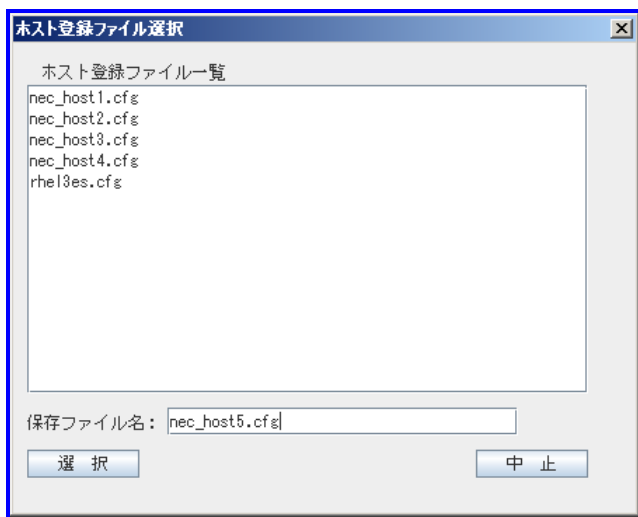 ホスト登録ファイル選択
ホスト登録ファイル一覧
nec_host1.cfg
nec_host2.cfg
nec_host3.cfg
nec_host4.cfg
rhel3es.cfg
保存ファイル名: nec_host5.cfg
選 択 中 止